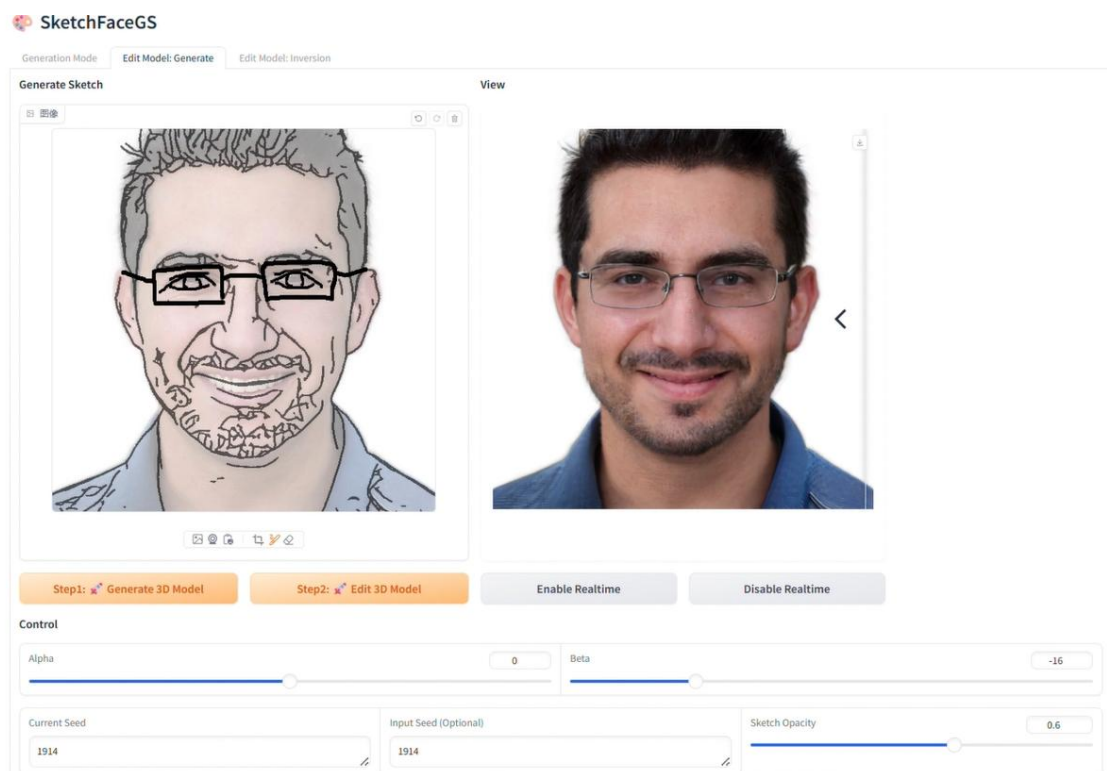 SketchFaceGS
Generation Mode Edit Model: Generate Edit Model: Inversion
Generate Sketch View
图像
Step1: Generate 3D Model Step2: Edit 3D Model Enable Realtime Disable Realtime
Control
Alpha 0 Beta -16
Current Seed Input Seed (Optional) Sketch Opacity 0.6
1914 1914